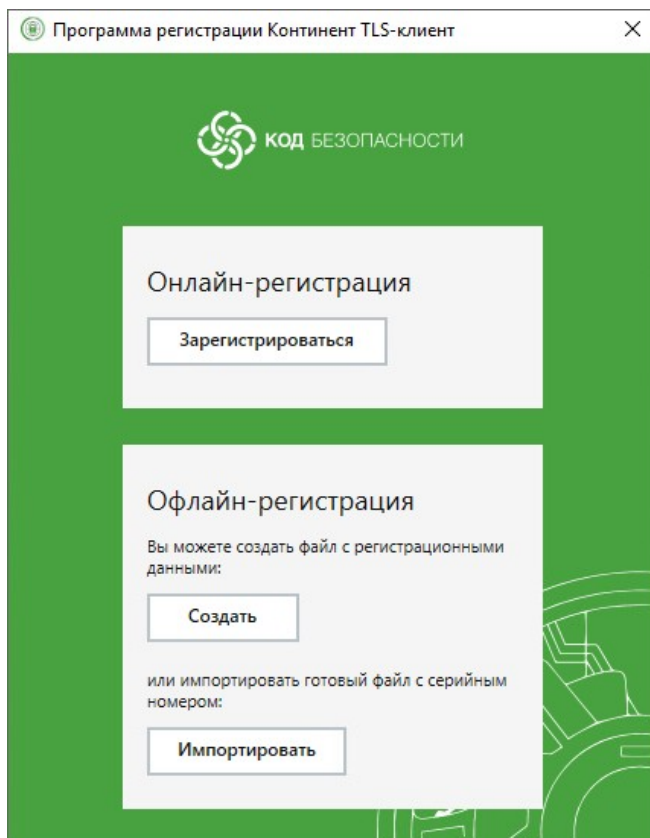 Программа регистрации Континент TLS-клиент
КОД БЕЗОПАСНОСТИ
Онлайн-регистрация
Зарегистрироваться
Офлайн-регистрация
Вы можете создать файл с регистрационными
данными:
Создать
или импортировать готовый файл с серийным
номером:
Импортировать